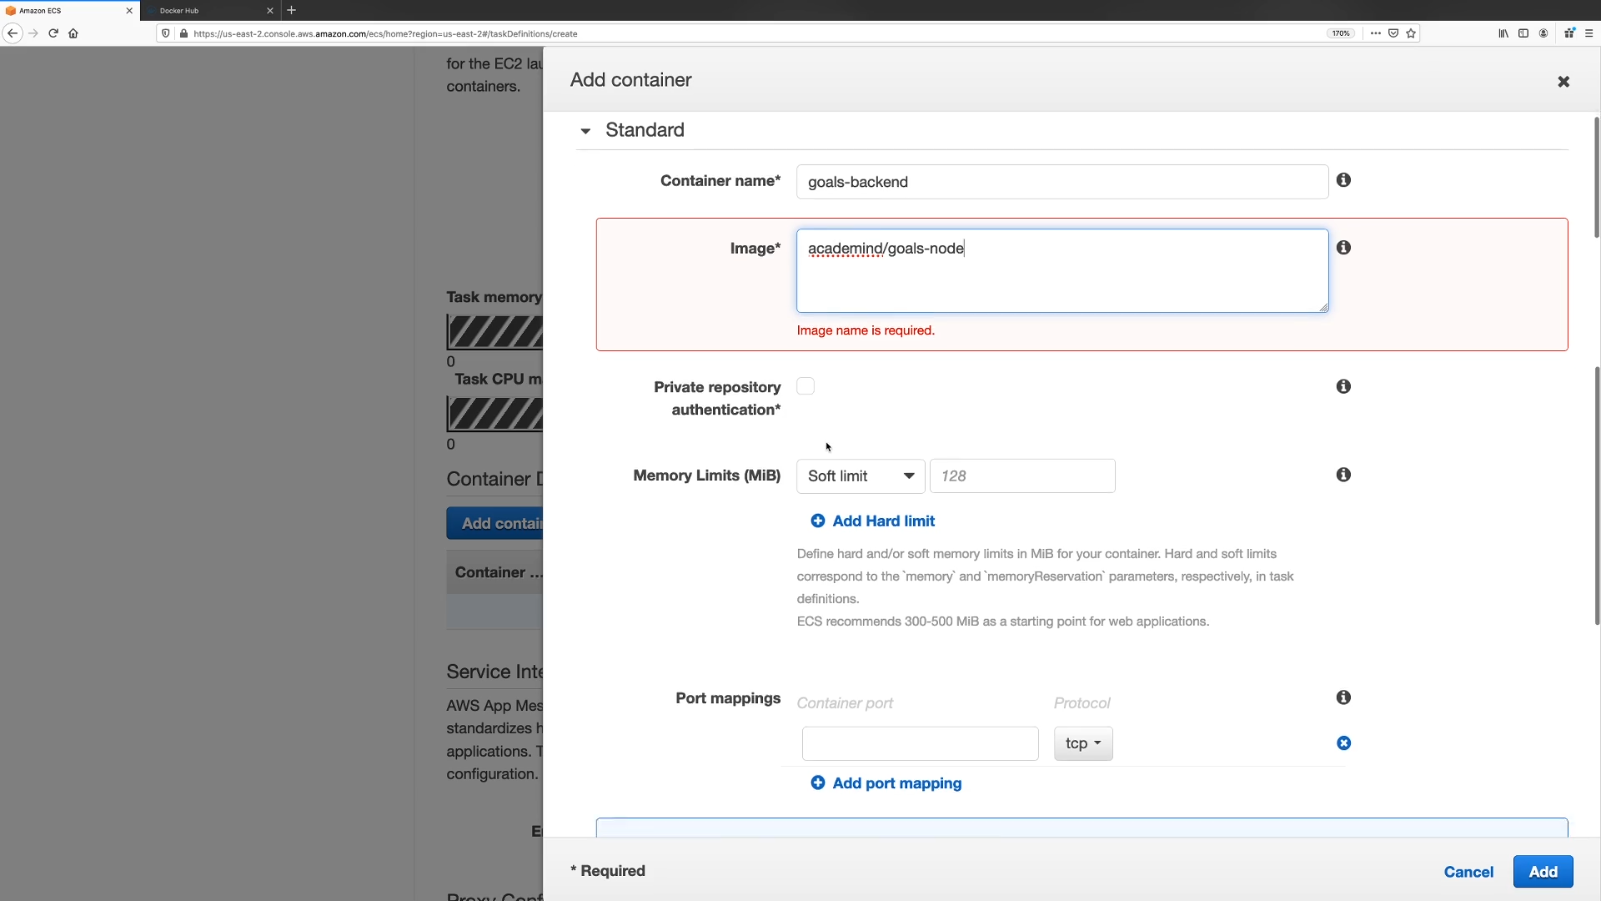 Amazon ECS
Docker Hub
https://us-east-2.console.aws.amazon.com/ecs/home?region=us-east-2#/taskDefinitions/create
170%
for the EC2 lau
containers.
Task memory
0
Task CPU m
0
Container D
Add contai
Container ...
Service Inte
AWS App Mes
standardizes h
applications. T
configuration.
E
Proxy Conf
Add container
Standard
Container name*
goals-backend
Image*
academind/goals-node
Image name is required.
Private repository
authentication*
Memory Limits (MiB)
Soft limit
128
Add Hard limit
Define hard and/or soft memory limits in MiB for your container. Hard and soft limits
correspond to the `memory` and `memoryReservation` parameters, respectively, in task
definitions.
ECS recommends 300-500 MiB as a starting point for web applications.
Port mappings
Container port
Protocol
tcp
Add port mapping
* Required
Cancel
Add